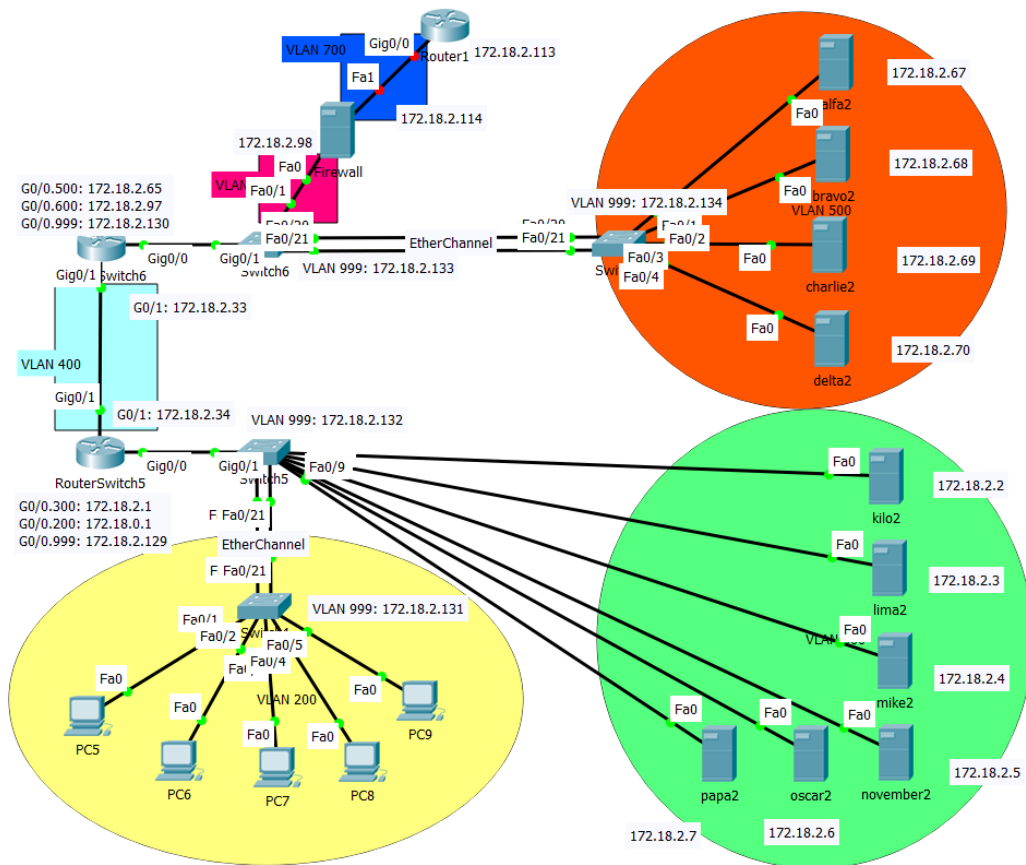 Gig0/0
Router1
172.18.2.113
VLAN 700
Fa1
172.18.2.114
172.18.2.98
Firewall
Fa0
VLAN
Fa0/1
G0/0.500: 172.18.2.65
G0/0.600: 172.18.2.97
G0/0.999: 172.18.2.130
Fa0/21
Gig0/0
Gig0/1
Switch6
Switch6
EtherChannel
VLAN 999: 172.18.2.133
VLAN 999: 172.18.2.134
Fa0/21
Fa0/1
Fa0/2
Fa0/3
Fa0/4
172.18.2.67
alfa2
Fa0
172.18.2.68
bravo2
Fa0
VLAN 500
Fa0
172.18.2.69
charlie2
Fa0
172.18.2.70
delta2
Gig0/1
G0/1: 172.18.2.33
VLAN 400
Gig0/1
G0/1: 172.18.2.34
VLAN 999: 172.18.2.132
Gig0/0
Gig0/1
RouterSwitch5
Switch5
Fa0/9
G0/0.300: 172.18.2.1
G0/0.200: 172.18.0.1
G0/0.999: 172.18.2.129
F Fa0/21
EtherChannel
F Fa0/21
VLAN 999: 172.18.2.131
Fa0/1
Fa0/2
Fa0/4
Fa0/5
Fa0
Fa0
Fa0
Fa0
Fa0
VLAN 200
PC5
PC6
PC7
PC8
PC9
Fa0
172.18.2.2
kilo2
Fa0
172.18.2.3
lima2
Fa0
172.18.2.4
mike2
Fa0
Fa0
Fa0
172.18.2.5
papa2
oscar2
november2
172.18.2.7
172.18.2.6